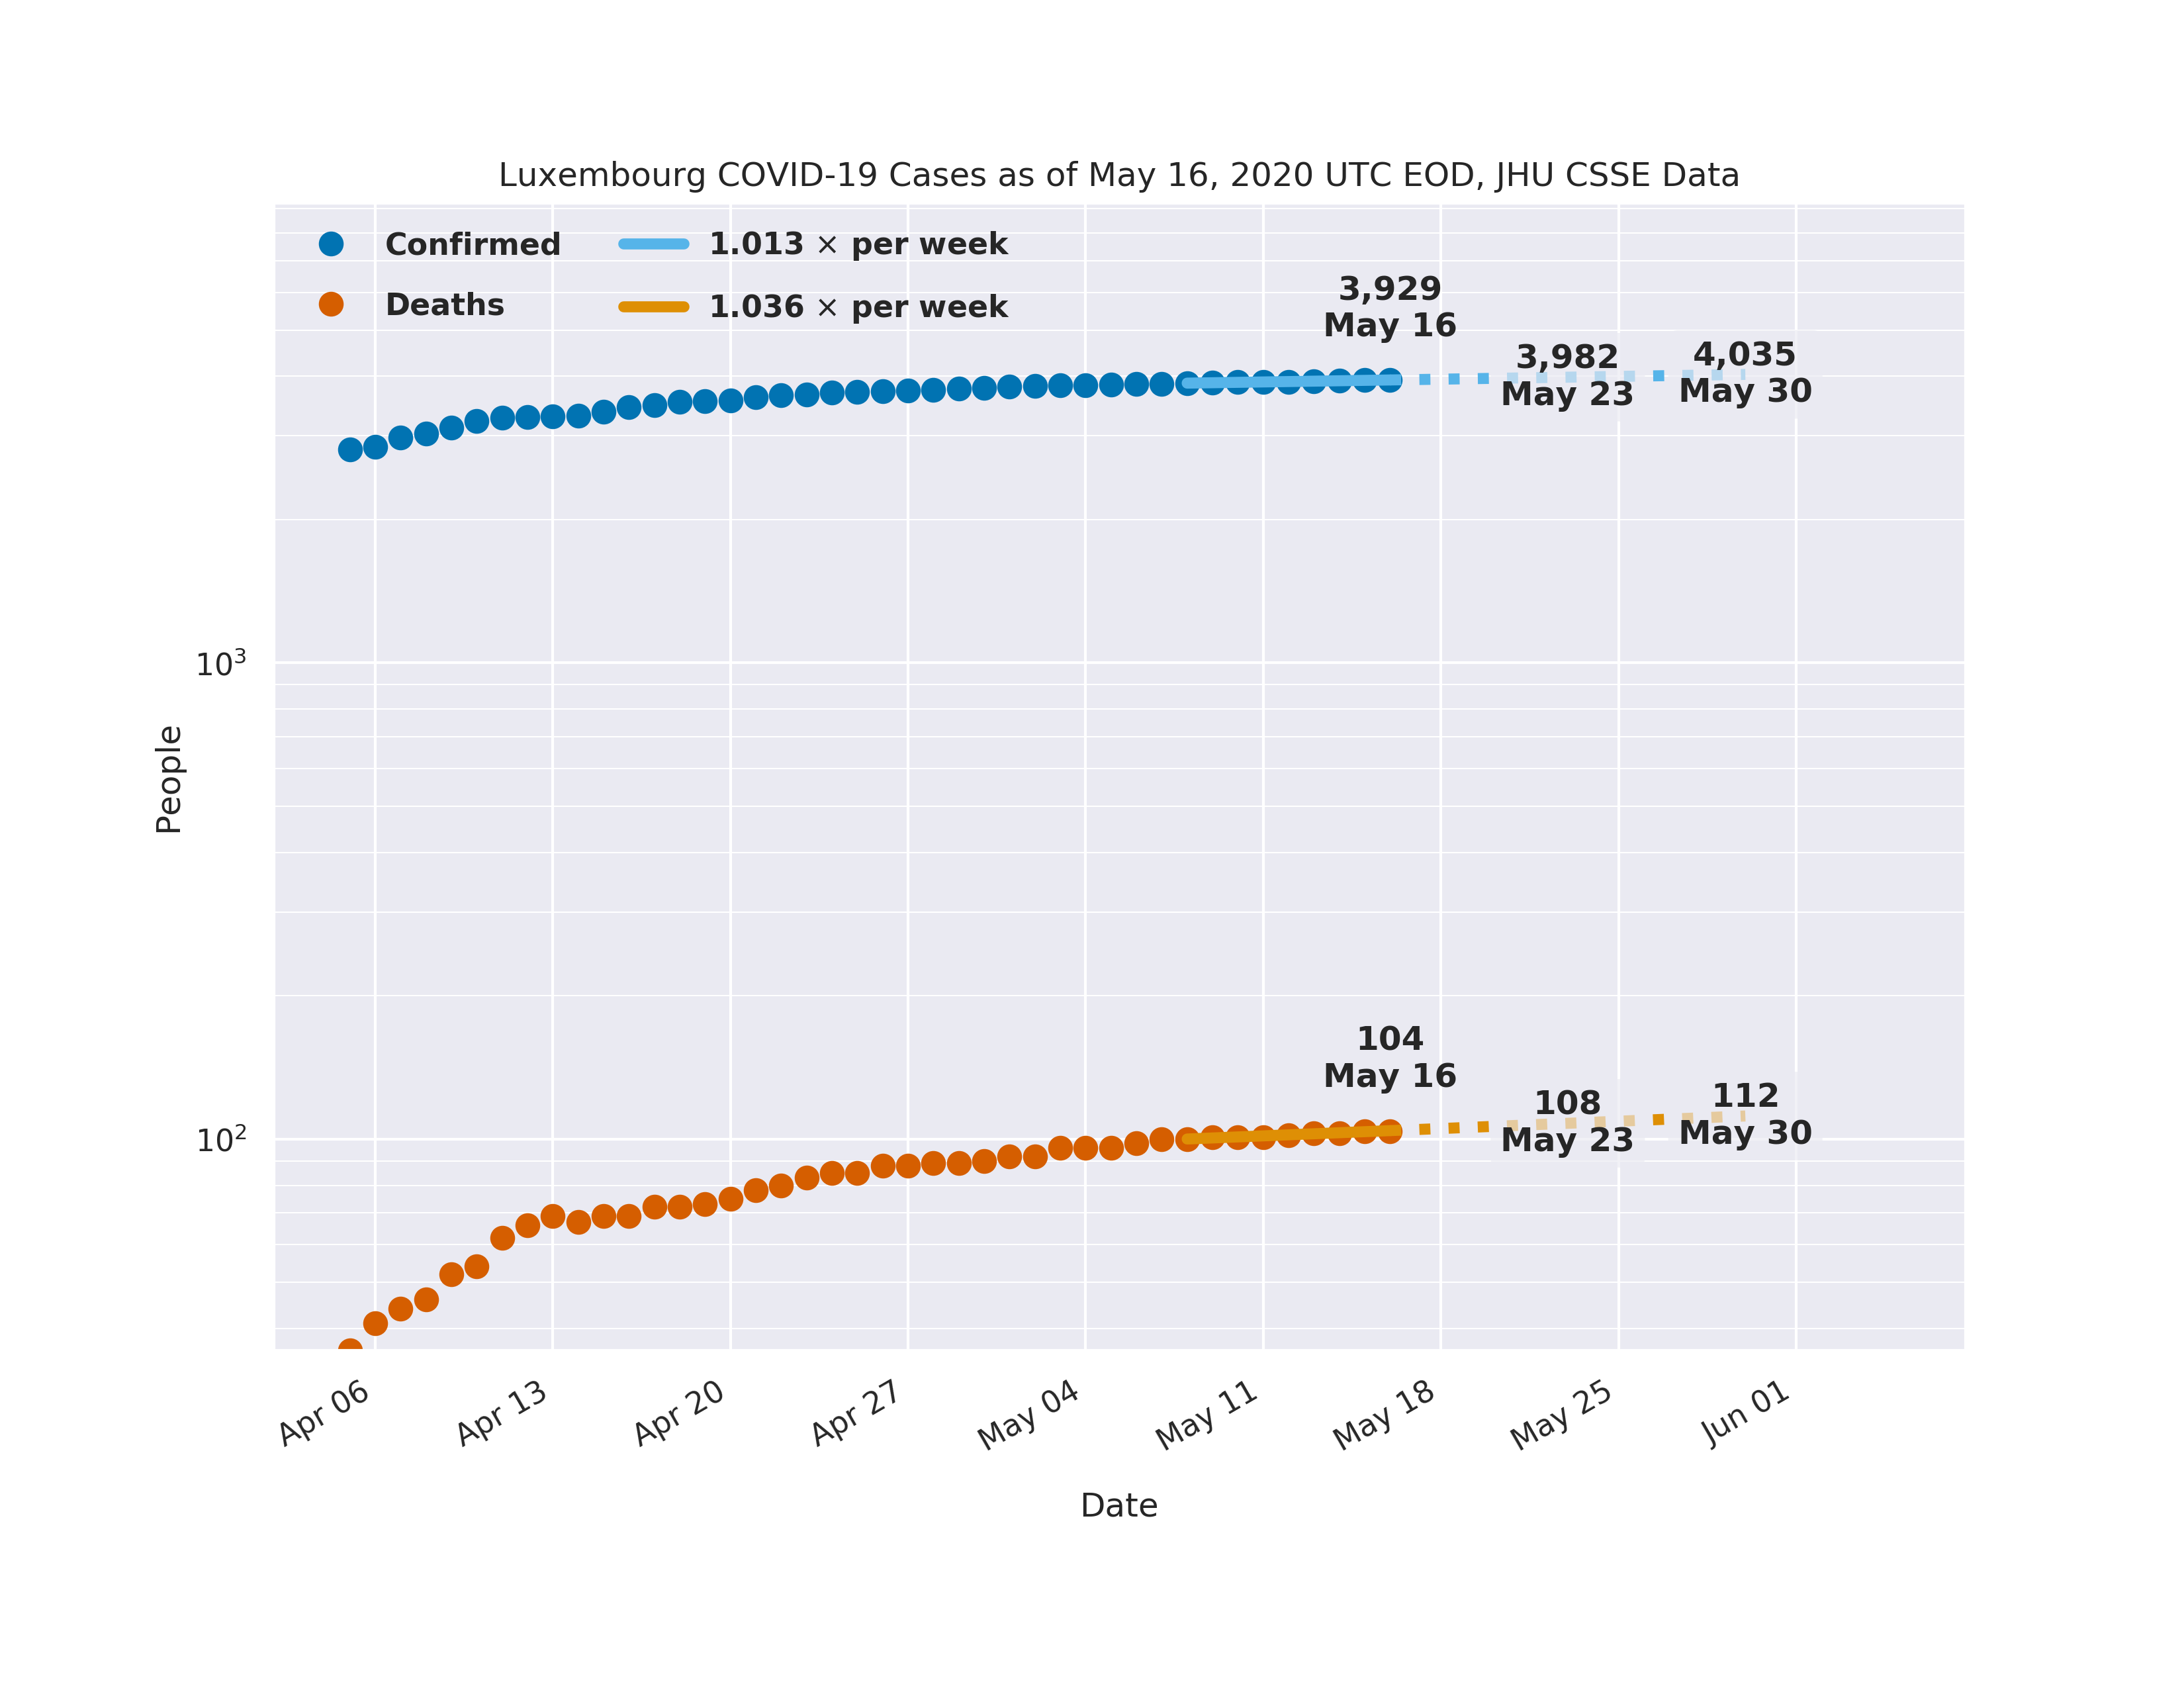 Luxembourg COVID-19 Cases as of May 16, 2020 UTC EOD, JHU CSSE Data
Confirmed
Deaths
1.013 × per week
1.036 × per week
3,929
May 16
3,982
May 23
4,035
May 30
10³
People
104
May 16
108
May 23
112
May 30
10²
Apr 06
Apr 13
Apr 20
Apr 27
May 04
May 11
May 18
May 25
Jun 01
Date